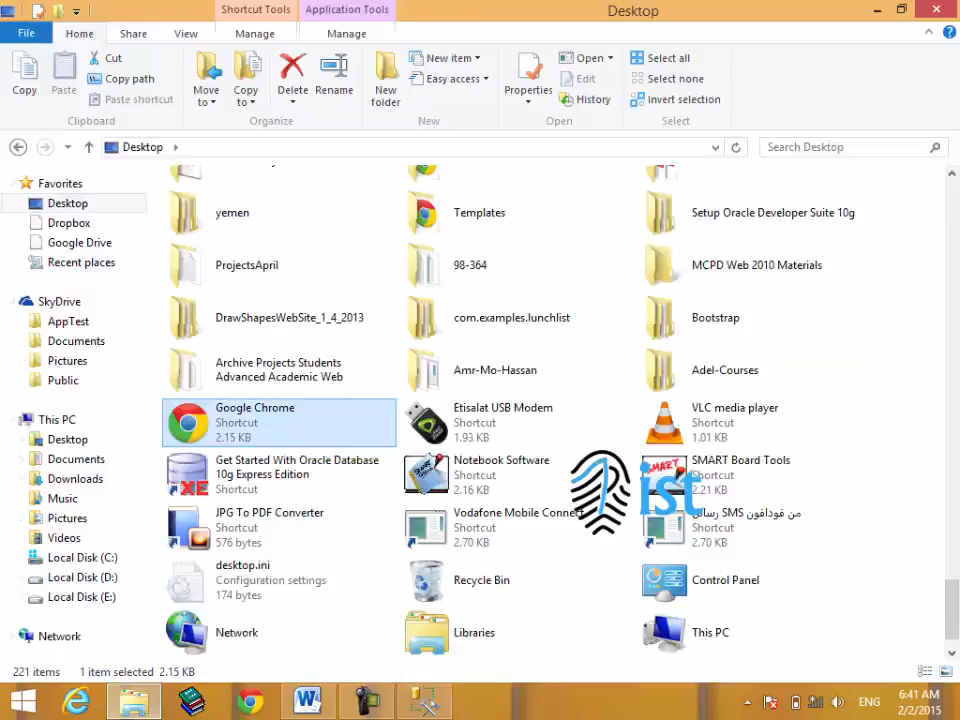 Shortcut Tools
Application Tools
Desktop
File
Home
Share
View
Manage
Manage
Copy
Paste
Cut
Copy path
Paste shortcut
Clipboard
Move to
Copy to
Delete
Rename
Organize
New folder
New item
Easy access
New
Properties
Open
Edit
History
Open
Select all
Select none
Invert selection
Select
Desktop
Search Desktop
Favorites
Desktop
Dropbox
Google Drive
Recent places
SkyDrive
AppTest
Documents
Pictures
Public
This PC
Desktop
Documents
Downloads
Music
Pictures
Videos
Local Disk (C:)
Local Disk (D:)
Local Disk (E:)
Network
yemen
Templates
Setup Oracle Developer Suite 10g
ProjectsApril
98-364
MCPD Web 2010 Materials
DrawShapesWebSite_1_4_2013
com.examples.lunchlist
Bootstrap
Archive Projects Students
Advanced Academic Web
Amr-Mo-Hassan
Adel-Courses
Google Chrome
Shortcut
2.15 KB
Etisalat USB Modem
Shortcut
1.93 KB
VLC media player
Shortcut
1.01 KB
Get Started With Oracle Database
10g Express Edition
Shortcut
XE
Notebook Software
Shortcut
2.16 KB
SMART Board Tools
Shortcut
2.21 KB
SMART
1ist
JPG To PDF Converter
Shortcut
576 bytes
Vodafone Mobile Connect
Shortcut
2.70 KB
رسائل SMS من فودافون
Shortcut
2.70 KB
desktop.ini
Configuration settings
174 bytes
Recycle Bin
Control Panel
Network
Libraries
This PC
221 items
1 item selected 2.15 KB
ENG
6:41 AM
2/2/2015